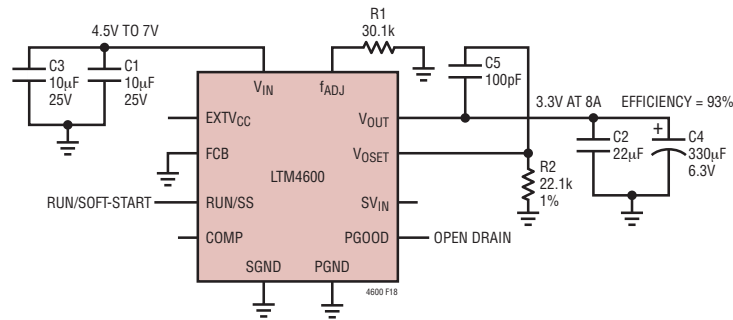 4.5V TO 7V
R1
30.1k
C3
10μF
25V
C1
10μF
25V
C5
100pF
3.3V AT 8A
EFFICIENCY = 93%
VIN
fADJ
EXTVCC
VOUT
FCB
VOSET
LTM4600
C2
22μF
+
C4
330μF
6.3V
R2
22.1k
1%
RUN/SOFT-START
RUN/SS
SVIN
COMP
PGOOD
OPEN DRAIN
SGND
PGND
4600 F18